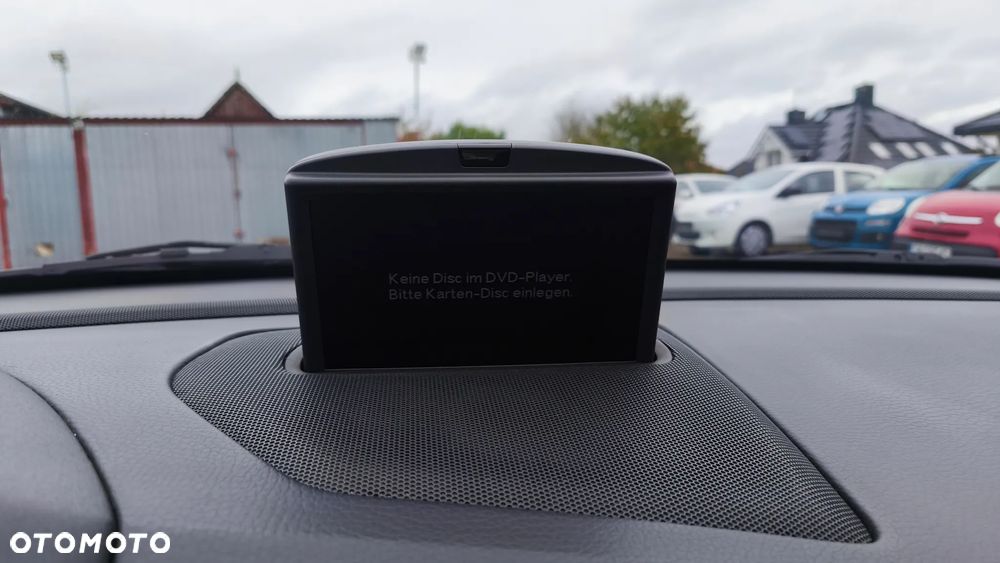 Keine Disc im DVD-Player.
Bitte Karten-Disc einlegen.
OTOMOTO